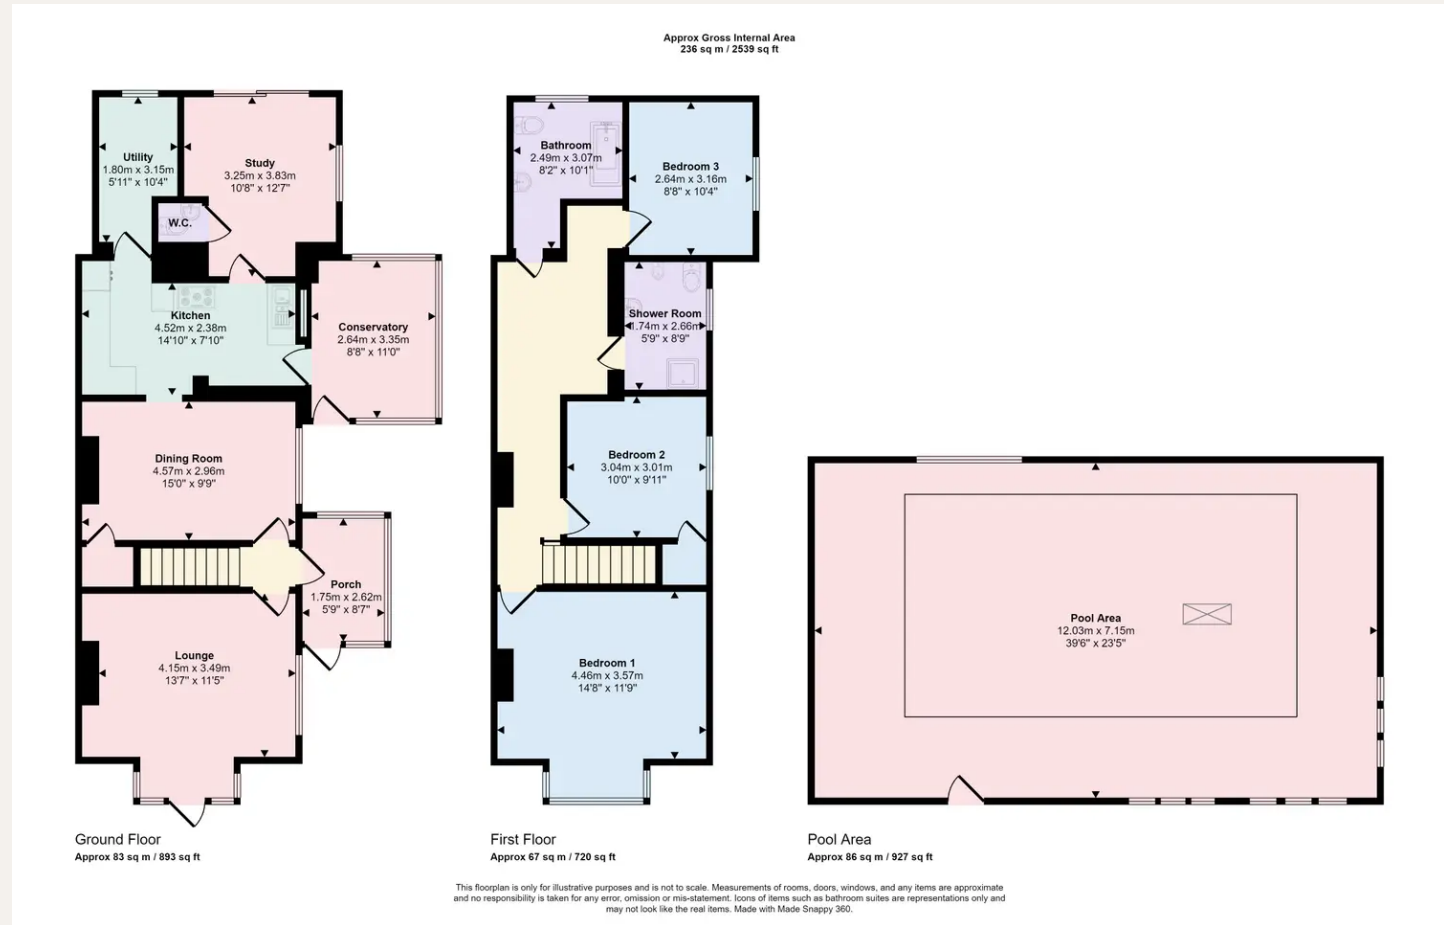 Approx Gross Internal Area
236 sq m / 2539 sq ft
Utility
1.80m x 3.15m
5'11" x 10'4"
Study
3.25m x 3.83m
10'8" x 12'7"
W.C.
Kitchen
4.52m x 2.38m
14'10" x 7'10"
Conservatory
2.64m x 3.35m
8'8" x 11'0"
Dining Room
4.57m x 2.96m
15'0" x 9'9"
Porch
1.75m x 2.62m
5'9" x 8'7"
Lounge
4.15m x 3.49m
13'7" x 11'5"
Ground Floor
Approx 83 sq m / 893 sq ft
Bathroom
2.49m x 3.07m
8'2" x 10'1"
Bedroom 3
2.64m x 3.16m
8'8" x 10'4"
Shower Room
1.74m x 2.66m
5'9" x 8'9"
Bedroom 2
3.04m x 3.01m
10'0" x 9'11"
Bedroom 1
4.46m x 3.57m
14'8" x 11'9"
First Floor
Approx 67 sq m / 720 sq ft
Pool Area
12.03m x 7.15m
39'6" x 23'5"
Pool Area
Approx 86 sq m / 927 sq ft
This floorplan is only for illustrative purposes and is not to scale. Measurements of rooms, doors, windows, and any items are approximate
and no responsibility is taken for any error, omission or mis-statement. Icons of items such as bathroom suites are representations only and
may not look like the real items. Made with Made Snappy 360.